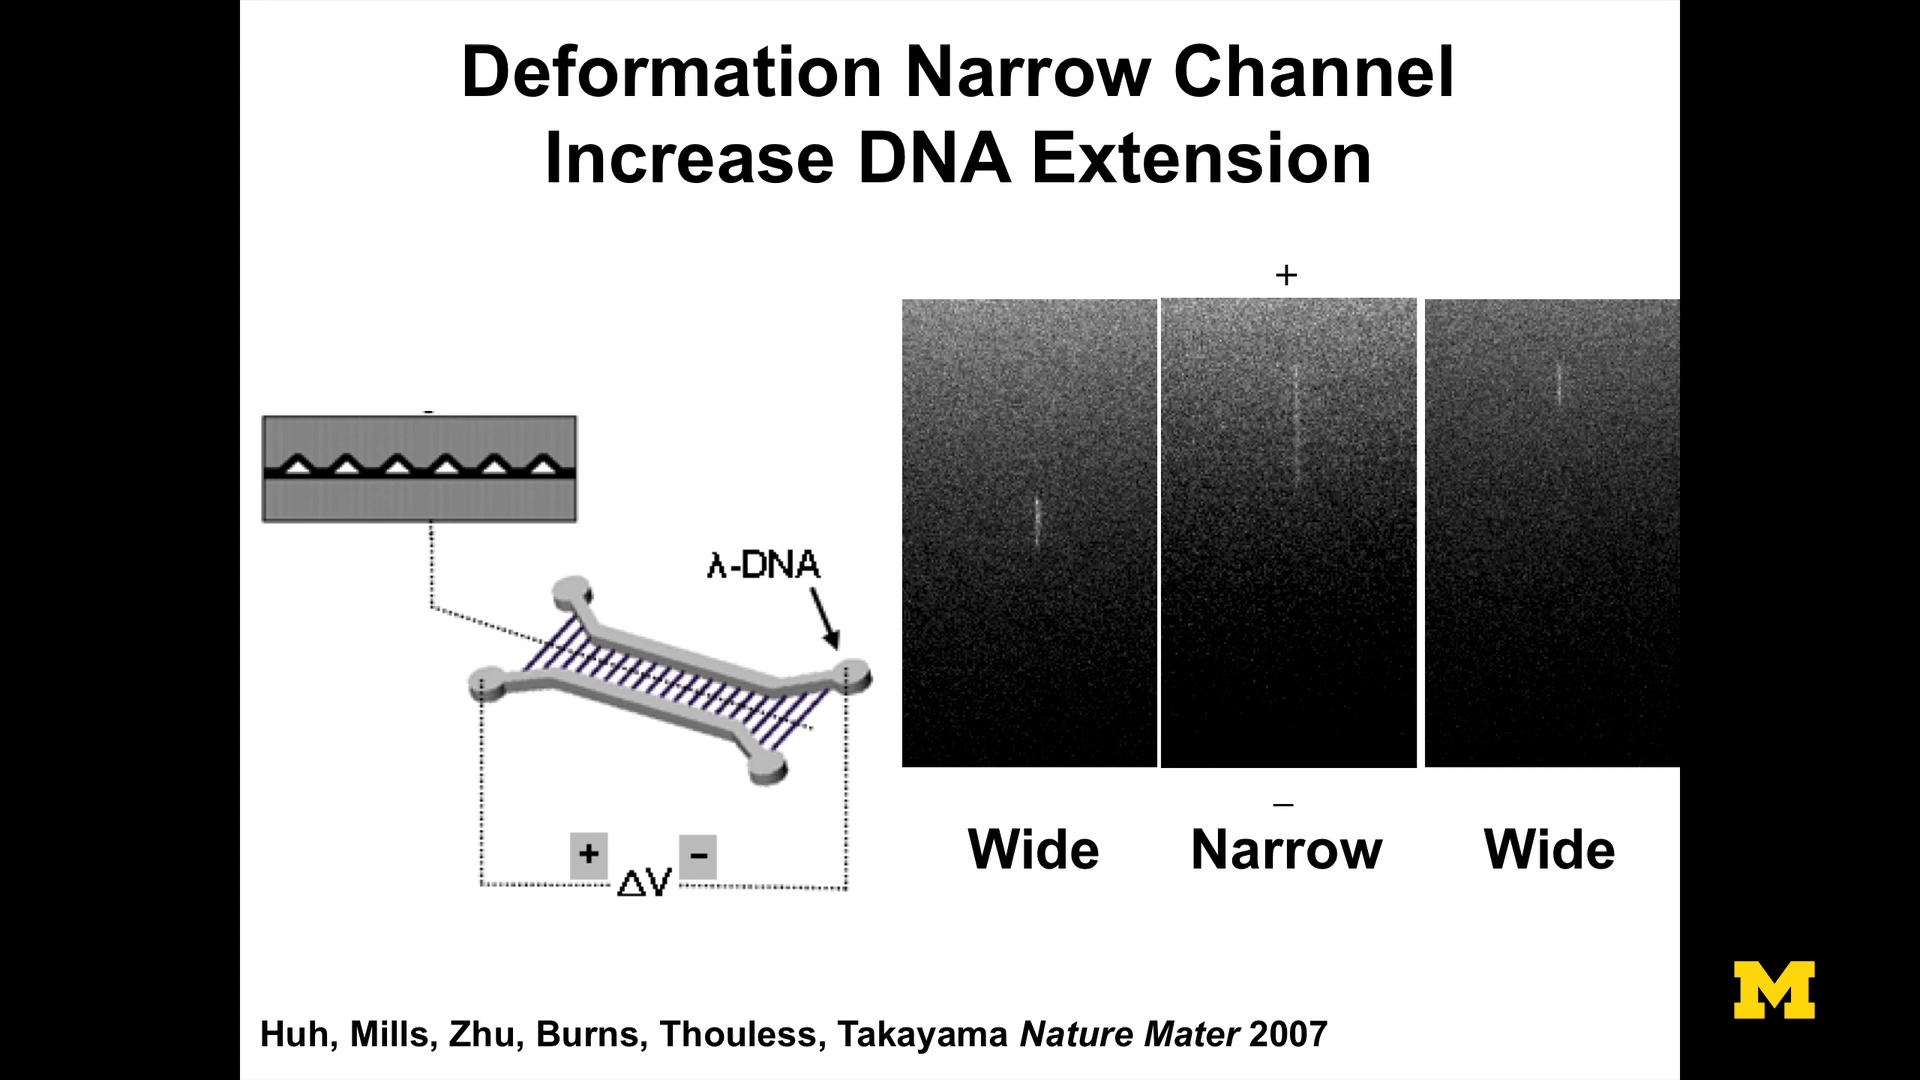 Deformation Narrow Channel
Increase DNA Extension
+
λ-DNA
+
−
ΔV
−
Wide
Narrow
Wide
Huh, Mills, Zhu, Burns, Thouless, Takayama Nature Mater 2007
M